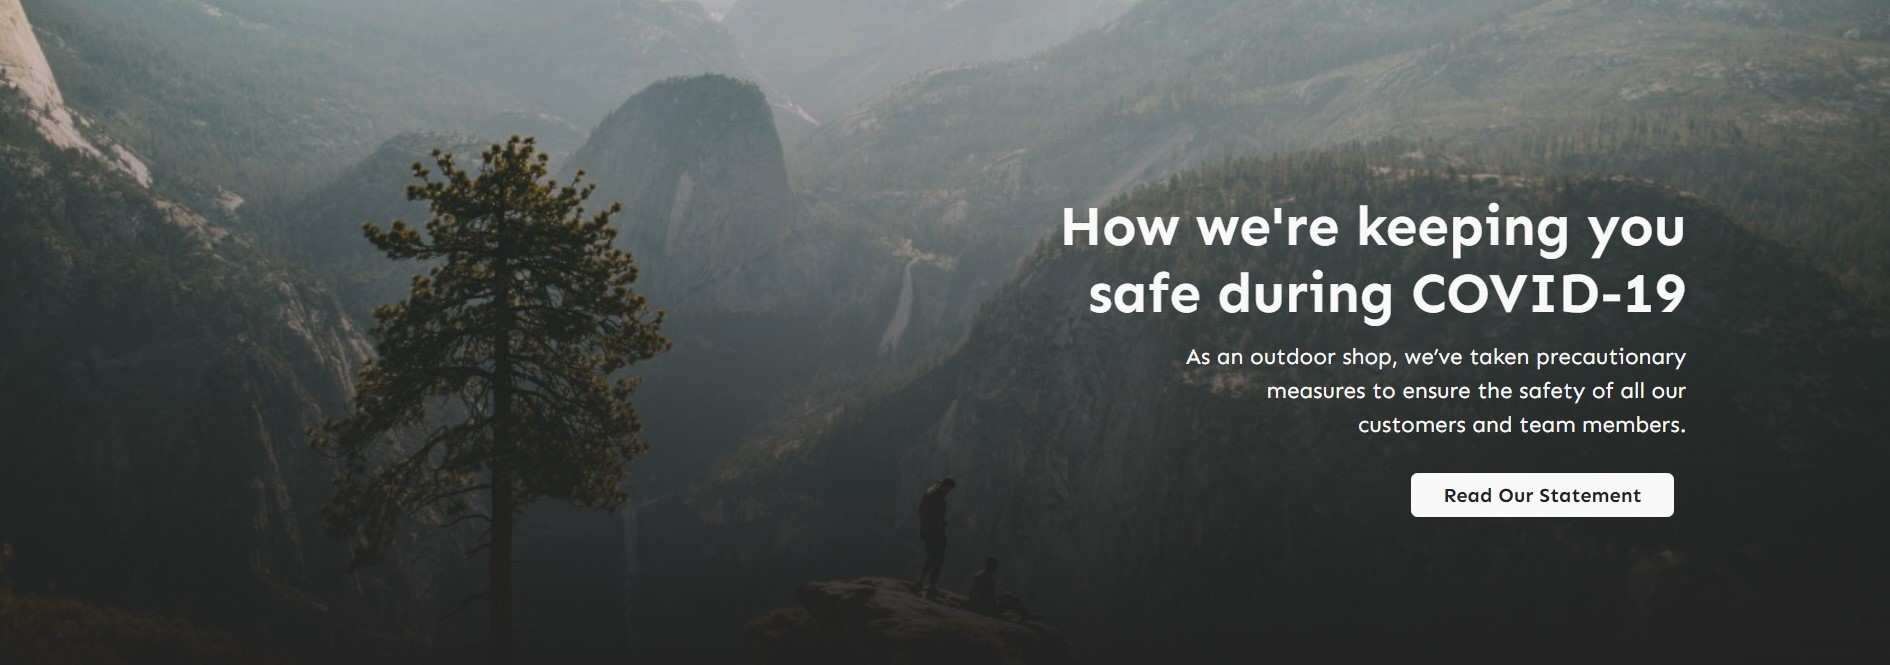 How we're keeping you
safe during COVID-19
As an outdoor shop, we’ve taken precautionary
measures to ensure the safety of all our
customers and team members.
Read Our Statement